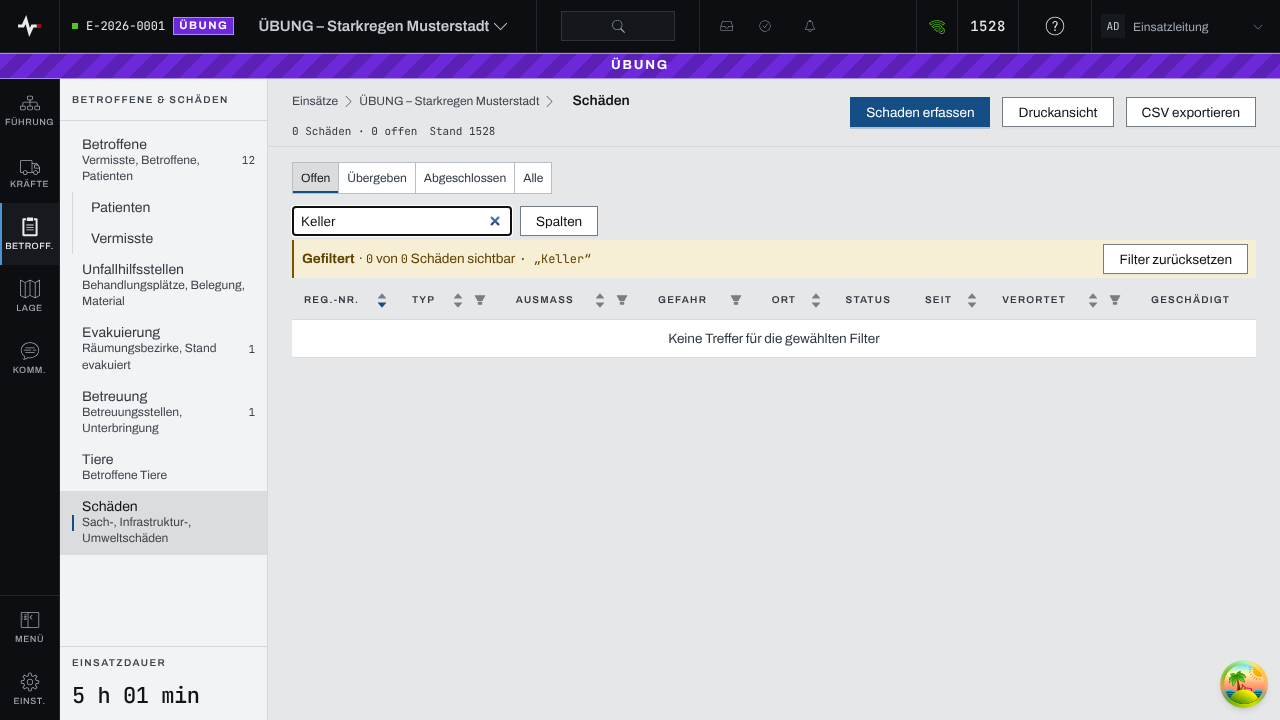 E-2026-0001 ÜBUNG ÜBUNG – Starkregen Musterstadt 1528 AD Einsatzleitung
ÜBUNG
FÜHRUNG
KRÄFTE
BETROFF.
LAGE
KOMM.
MENÜ
EINST.
BETROFFENE & SCHÄDEN
Betroffene
Vermisste, Betroffene, 12
Patienten
Patienten
Vermisste
Unfallhilfsstellen
Behandlungsplätze, Belegung,
Material
Evakuierung
Räumungsbezirke, Stand 1
evakuiert
Betreuung
Betreuungsstellen, 1
Unterbringung
Tiere
Betroffene Tiere
Schäden
Sach-, Infrastruktur-,
Umweltschäden
EINSATZDAUER
5 h 01 min
Einsätze ÜBUNG – Starkregen Musterstadt Schäden
0 Schäden · 0 offen Stand 1528
Schaden erfassen Druckansicht CSV exportieren
Offen Übergeben Abgeschlossen Alle
Keller Spalten
Gefiltert · 0 von 0 Schäden sichtbar · „Keller“ Filter zurücksetzen
REG.-NR. TYP AUSMASS GEFAHR ORT STATUS SEIT VERORTET GESCHÄDIGT
Keine Treffer für die gewählten Filter